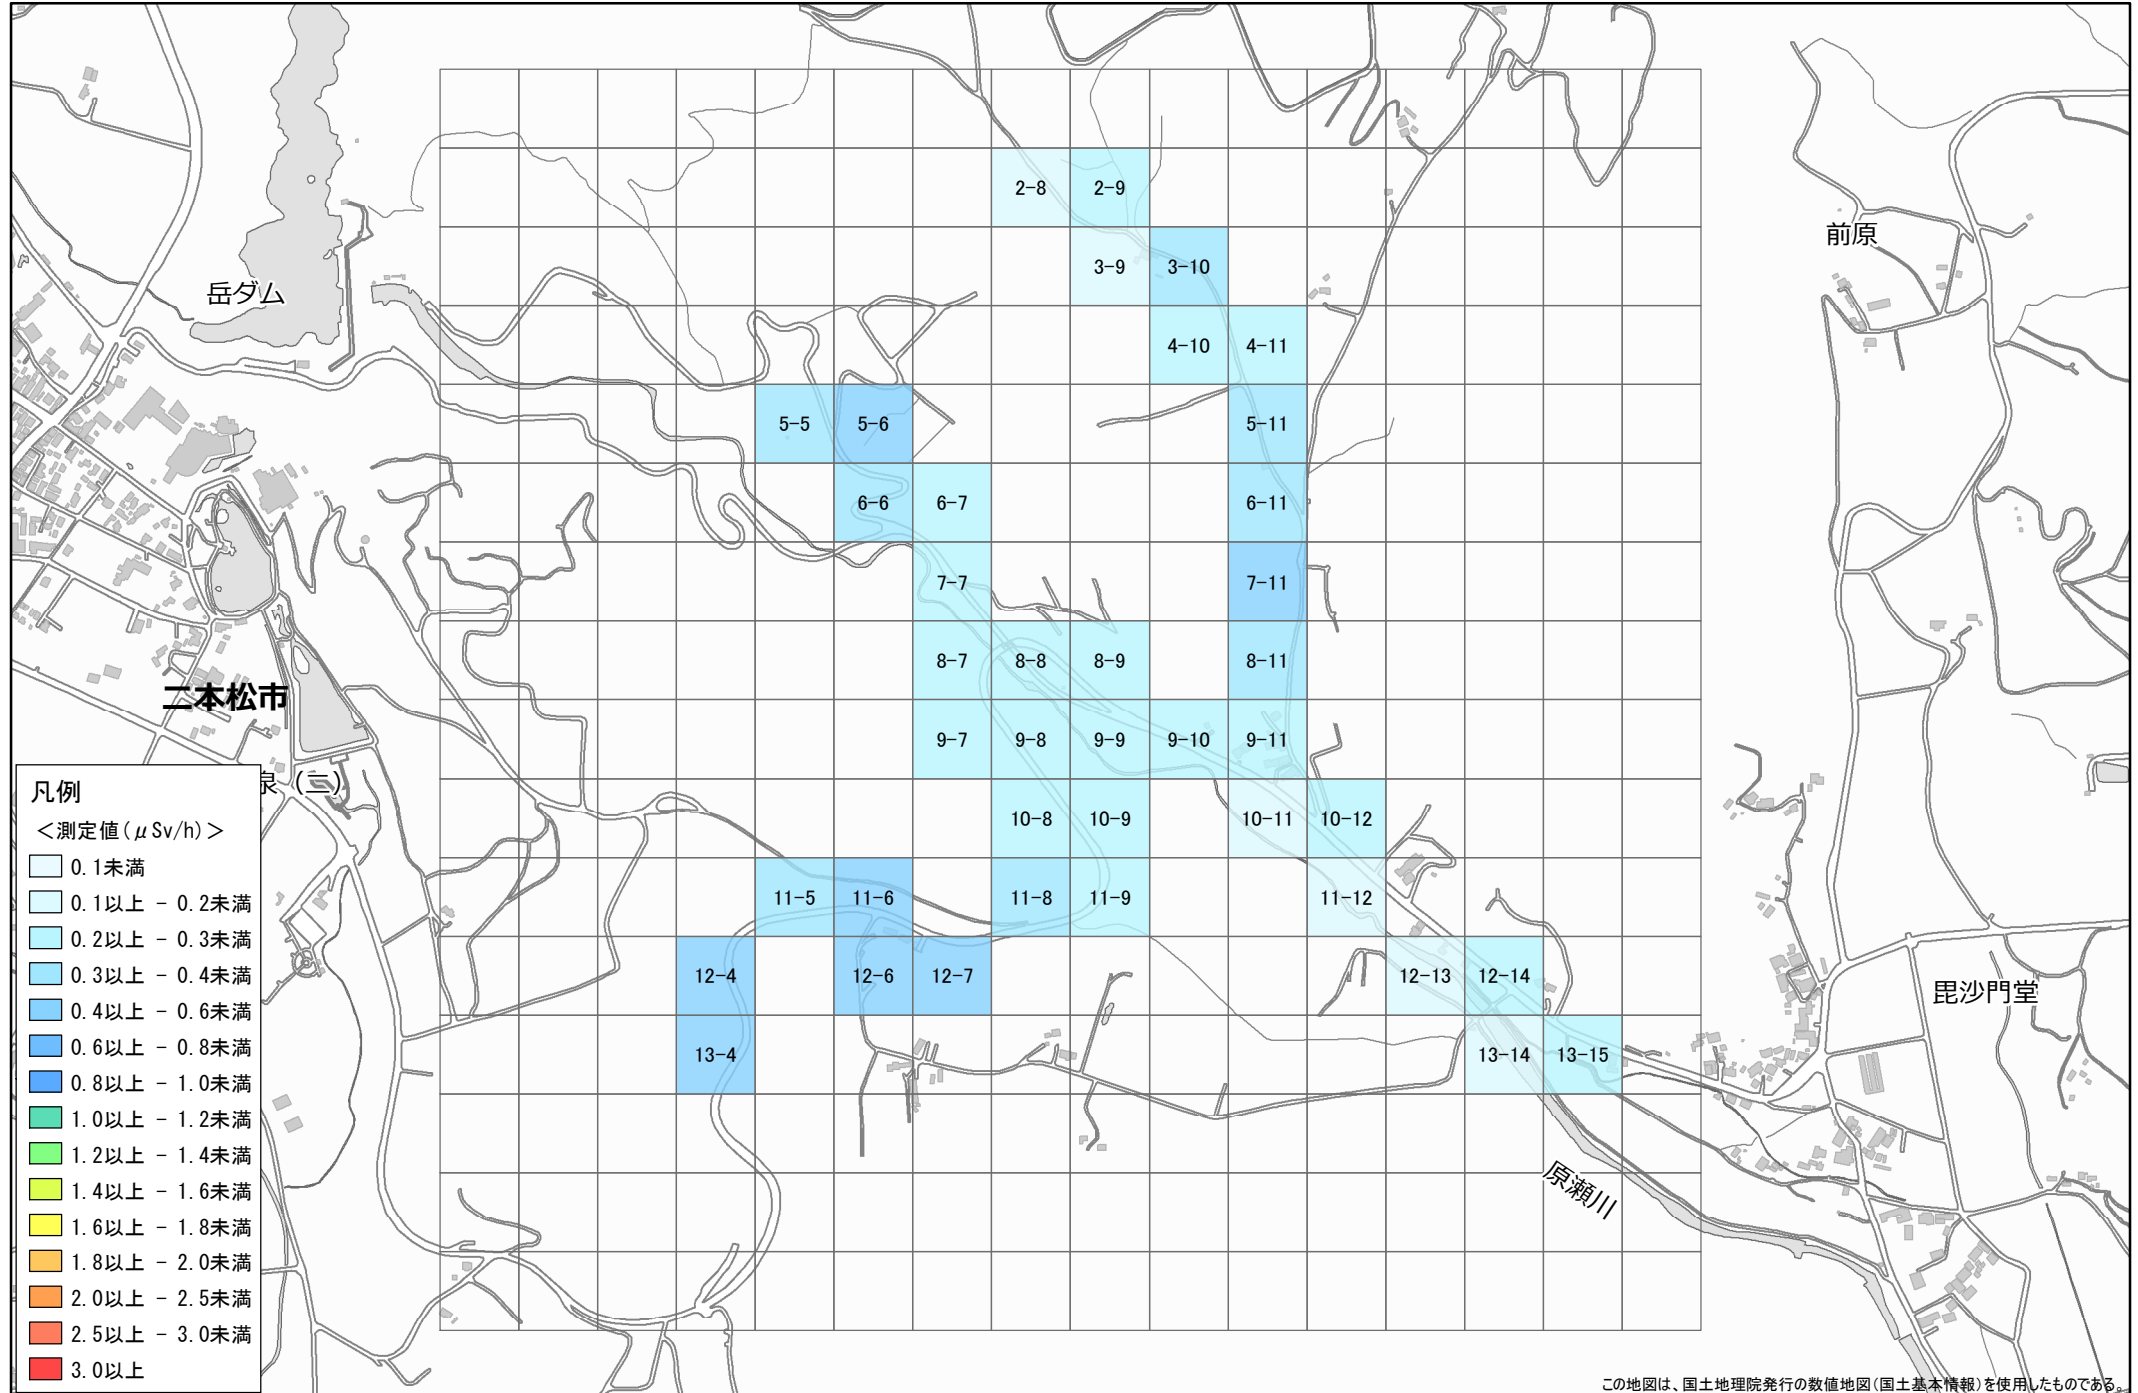 2-8 2-9
前原
3-9 3-10
岳ダム
4-10 4-11
5-5 5-6 5-11
6-6 6-7 6-11
7-7 7-11
8-7 8-8 8-9 8-11
二本松市
9-7 9-8 9-9 9-10 9-11
泉(二)
10-8 10-9 10-11 10-12
11-5 11-6 11-8 11-9 11-12
12-4 12-6 12-7 12-13 12-14
毘沙門堂
13-4 13-14 13-15
原瀬川
凡例
<測定値(μSv/h)>
0.1未満
0.1以上 - 0.2未満
0.2以上 - 0.3未満
0.3以上 - 0.4未満
0.4以上 - 0.6未満
0.6以上 - 0.8未満
0.8以上 - 1.0未満
1.0以上 - 1.2未満
1.2以上 - 1.4未満
1.4以上 - 1.6未満
1.6以上 - 1.8未満
1.8以上 - 2.0未満
2.0以上 - 2.5未満
2.5以上 - 3.0未満
3.0以上
この地図は、国土地理院発行の数値地図(国土基本情報)を使用したものである。